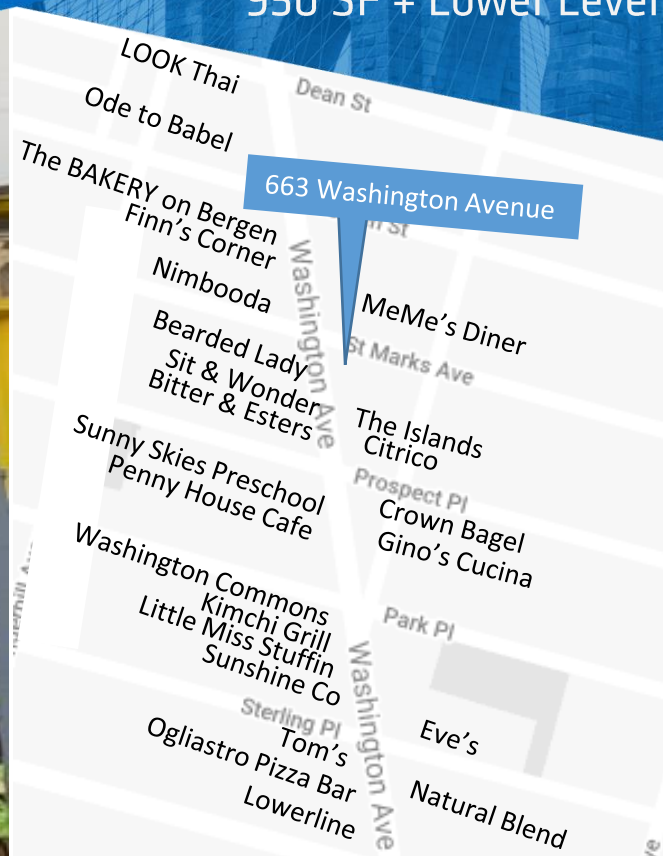 950 SF + Lower Level
LOOK Thai
Dean St
Ode to Babel
The BAKERY on Bergen
663 Washington Avenue
Finn's Corner
St
Nimbooda
Washington Ave
MeMe's Diner
Bearded Lady
St Marks Ave
Sit & Wonder
Bitter & Esters
The Islands
Citrico
Sunny Skies Preschool
Prospect Pl
Penny House Cafe
Crown Bagel
Gino's Cucina
Washington Commons
Kimchi Grill
Park Pl
Little Miss Stuffin
Sunshine Co
Washington Ave
Sterling Pl
Tom's
Eve's
Ogliastro Pizza Bar
Natural Blend
Lowerline